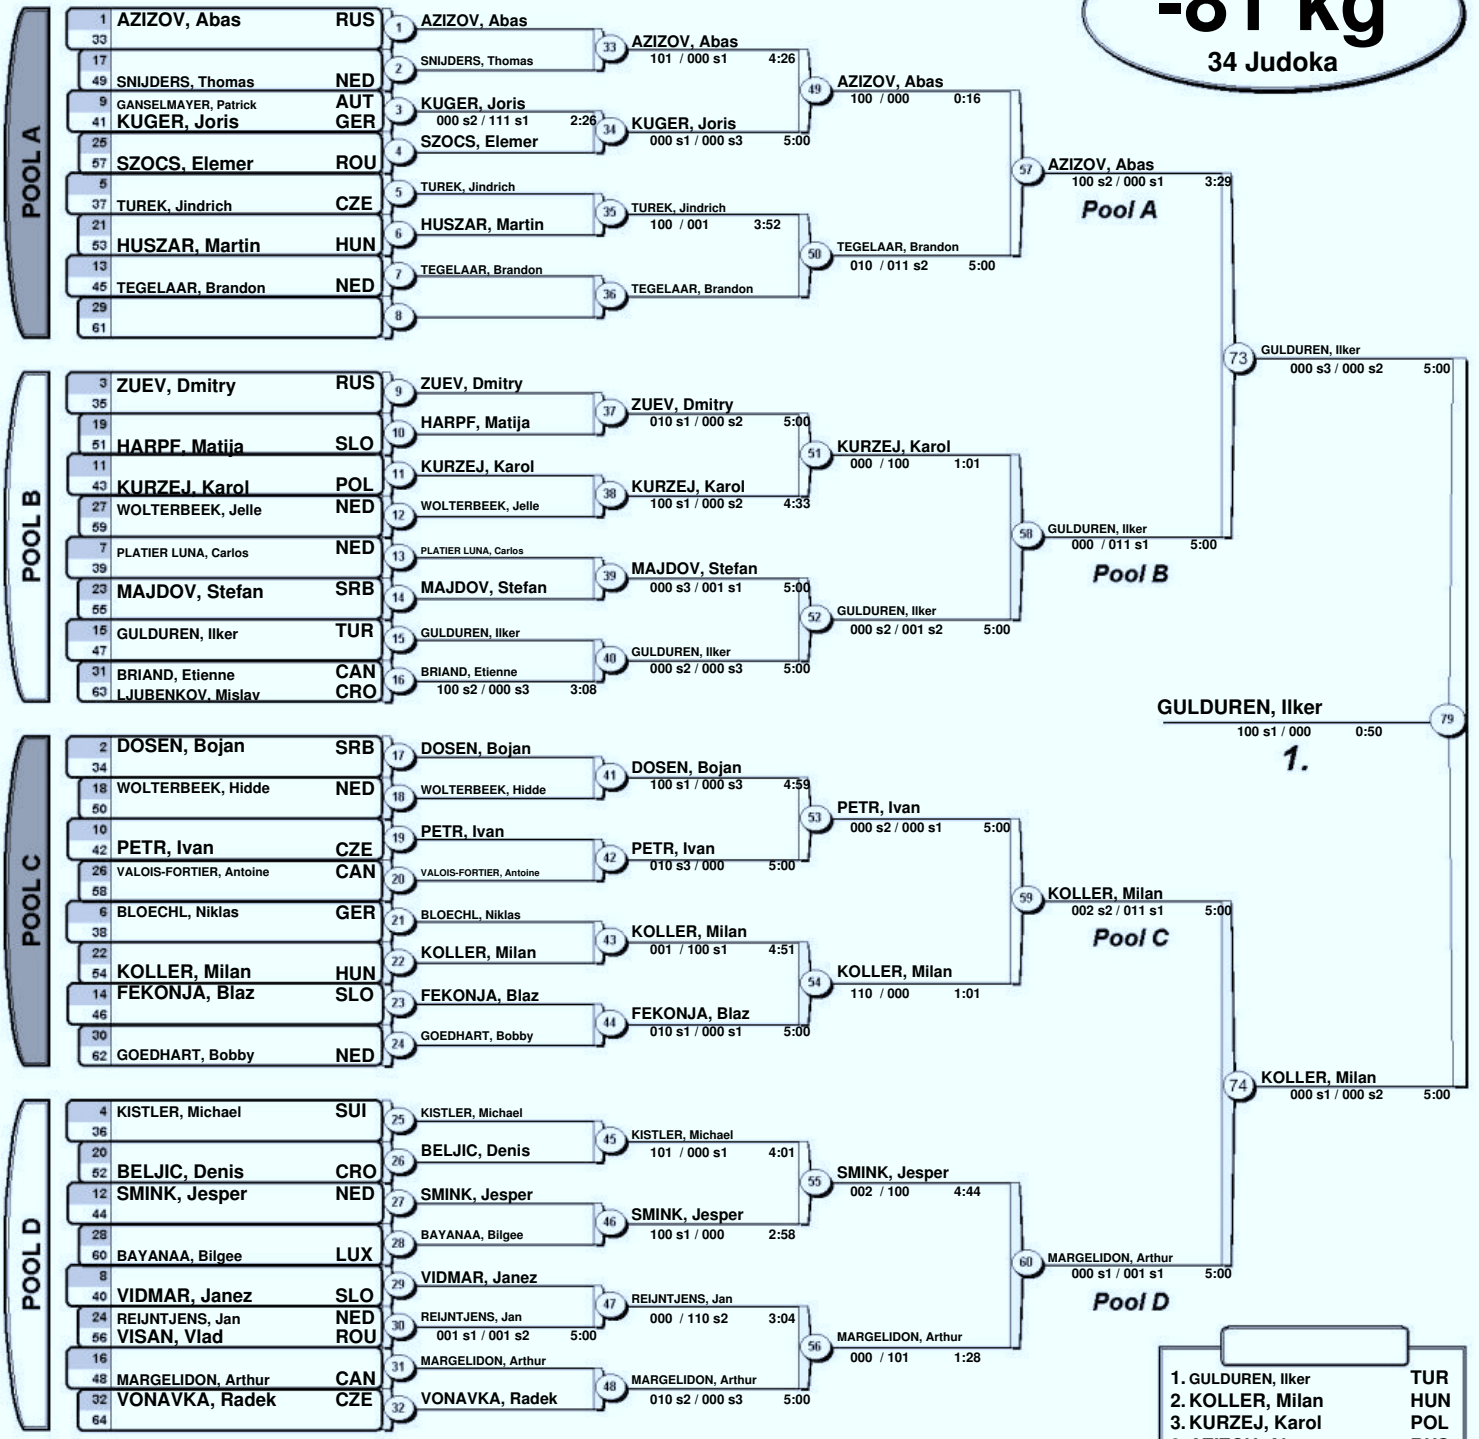 -81 kg
34 Judoka
POOL A
1 AZIZOV, Abas RUS
33
17
49 SNIJDERS, Thomas NED
9 GANSELMAYER, Patrick AUT
41 KUGER, Joris GER
25
57 SZOCS, Elemer ROU
5
37 TUREK, Jindrich CZE
21
53 HUSZAR, Martin HUN
13
45 TEGELAAR, Brandon NED
29
61
1 AZIZOV, Abas
2 SNIJDERS, Thomas
3 KUGER, Joris
000 s2 / 111 s1 2:26
4 SZOCS, Elemer
5 TUREK, Jindrich
6 HUSZAR, Martin
7 TEGELAAR, Brandon
8
33 AZIZOV, Abas
101 / 000 s1 4:26
34 KUGER, Joris
000 s1 / 000 s3 5:00
35 TUREK, Jindrich
100 / 001 3:52
36 TEGELAAR, Brandon
49 AZIZOV, Abas
100 / 000 0:16
50 TEGELAAR, Brandon
010 / 011 s2 5:00
57 AZIZOV, Abas
100 s2 / 000 s1 3:29
Pool A
POOL B
3 ZUEV, Dmitry RUS
35
19
51 HARPF, Matija SLO
11
43 KURZEJ, Karol POL
27 WOLTERBEEK, Jelle NED
59
7 PLATIER LUNA, Carlos NED
39
23 MAJDOV, Stefan SRB
55
15 GULDUREN, Ilker TUR
47
31 BRIAND, Etienne CAN
63 LJUBENKOV, Mislav CRO
9 ZUEV, Dmitry
10 HARPF, Matija
11 KURZEJ, Karol
12 WOLTERBEEK, Jelle
13 PLATIER LUNA, Carlos
14 MAJDOV, Stefan
15 GULDUREN, Ilker
16 BRIAND, Etienne
100 s2 / 000 s3 3:08
37 ZUEV, Dmitry
010 s1 / 000 s2 5:00
38 KURZEJ, Karol
100 s1 / 000 s2 4:33
39 MAJDOV, Stefan
000 s3 / 001 s1 5:00
40 GULDUREN, Ilker
000 s2 / 000 s3 5:00
51 KURZEJ, Karol
000 / 100 1:01
52 GULDUREN, Ilker
000 s2 / 001 s2 5:00
58 GULDUREN, Ilker
000 / 011 s1 5:00
Pool B
73 GULDUREN, Ilker
000 s3 / 000 s2 5:00
GULDUREN, Ilker 79
100 s1 / 000 0:50
1.
POOL C
2 DOSEN, Bojan SRB
34
18 WOLTERBEEK, Hidde NED
50
10
42 PETR, Ivan CZE
26 VALOIS-FORTIER, Antoine CAN
58
6 BLOECHL, Niklas GER
38
22
54 KOLLER, Milan HUN
14 FEKONJA, Blaz SLO
46
30
62 GOEDHART, Bobby NED
17 DOSEN, Bojan
18 WOLTERBEEK, Hidde
19 PETR, Ivan
20 VALOIS-FORTIER, Antoine
21 BLOECHL, Niklas
22 KOLLER, Milan
23 FEKONJA, Blaz
24 GOEDHART, Bobby
41 DOSEN, Bojan
100 s1 / 000 s3 4:59
42 PETR, Ivan
010 s3 / 000 5:00
43 KOLLER, Milan
001 / 100 s1 4:51
44 FEKONJA, Blaz
010 s1 / 000 s1 5:00
53 PETR, Ivan
000 s2 / 000 s1 5:00
54 KOLLER, Milan
110 / 000 1:01
59 KOLLER, Milan
002 s2 / 011 s1 5:00
Pool C
POOL D
4 KISTLER, Michael SUI
36
20
52 BELJIC, Denis CRO
12 SMINK, Jesper NED
44
28
60 BAYANAA, Bilgee LUX
8
40 VIDMAR, Janez SLO
24 REIJNTJENS, Jan NED
56 VISAN, Vlad ROU
16
48 MARGELIDON, Arthur CAN
32 VONAVKA, Radek CZE
64
25 KISTLER, Michael
26 BELJIC, Denis
27 SMINK, Jesper
28 BAYANAA, Bilgee
29 VIDMAR, Janez
30 REIJNTJENS, Jan
001 s1 / 001 s2 5:00
31 MARGELIDON, Arthur
32 VONAVKA, Radek
45 KISTLER, Michael
101 / 000 s1 4:01
46 SMINK, Jesper
100 s1 / 000 2:58
47 REIJNTJENS, Jan
000 / 110 s2 3:04
48 MARGELIDON, Arthur
010 s2 / 000 s3 5:00
55 SMINK, Jesper
002 / 100 4:44
56 MARGELIDON, Arthur
000 / 101 1:28
60 MARGELIDON, Arthur
000 s1 / 001 s1 5:00
Pool D
74 KOLLER, Milan
000 s1 / 000 s2 5:00
1. GULDUREN, Ilker TUR
2. KOLLER, Milan HUN
3. KURZEJ, Karol POL